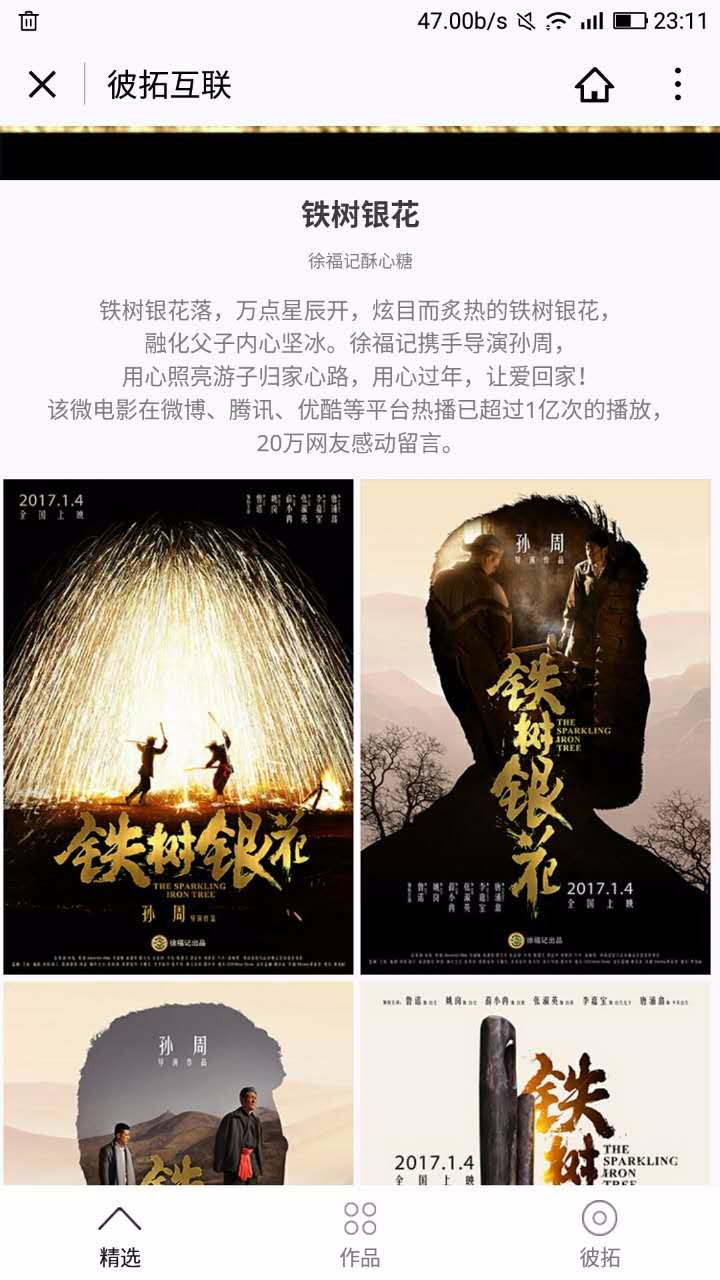 47.00b/s
23:11
彼拓互联
铁树银花
徐福记酥心糖
铁树银花落，万点星辰开，炫目而炙热的铁树银花，
融化父子内心坚冰。徐福记携手导演孙周，
用心照亮游子归家心路，用心过年，让爱回家！
该微电影在微博、腾讯、优酷等平台热播已超过1亿次的播放，
20万网友感动留言。
2017.1.4
全国上映
铁树银花
THE SPARKLING
IRON TREE
孙周
导演作品
徐福记出品
孙周
导演作品
铁树银花
THE
SPARKLING
IRON
TREE
2017.1.4
全国上映
徐福记出品
孙周
导演作品
铁
姚岗
张淑英
李嘉宝
铁树
THE
SPARKLING
IRON
TREE
2017.1.4
全国上映
精选
作品
彼拓